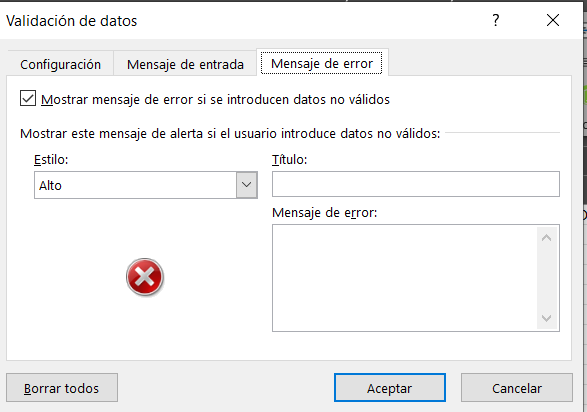 Validación de datos
?
Configuración
Mensaje de entrada
Mensaje de error
Mostrar mensaje de error si se introducen datos no válidos
Mostrar este mensaje de alerta si el usuario introduce datos no válidos:
Estilo:
Título:
Alto
Mensaje de error:
Borrar todos
Aceptar
Cancelar